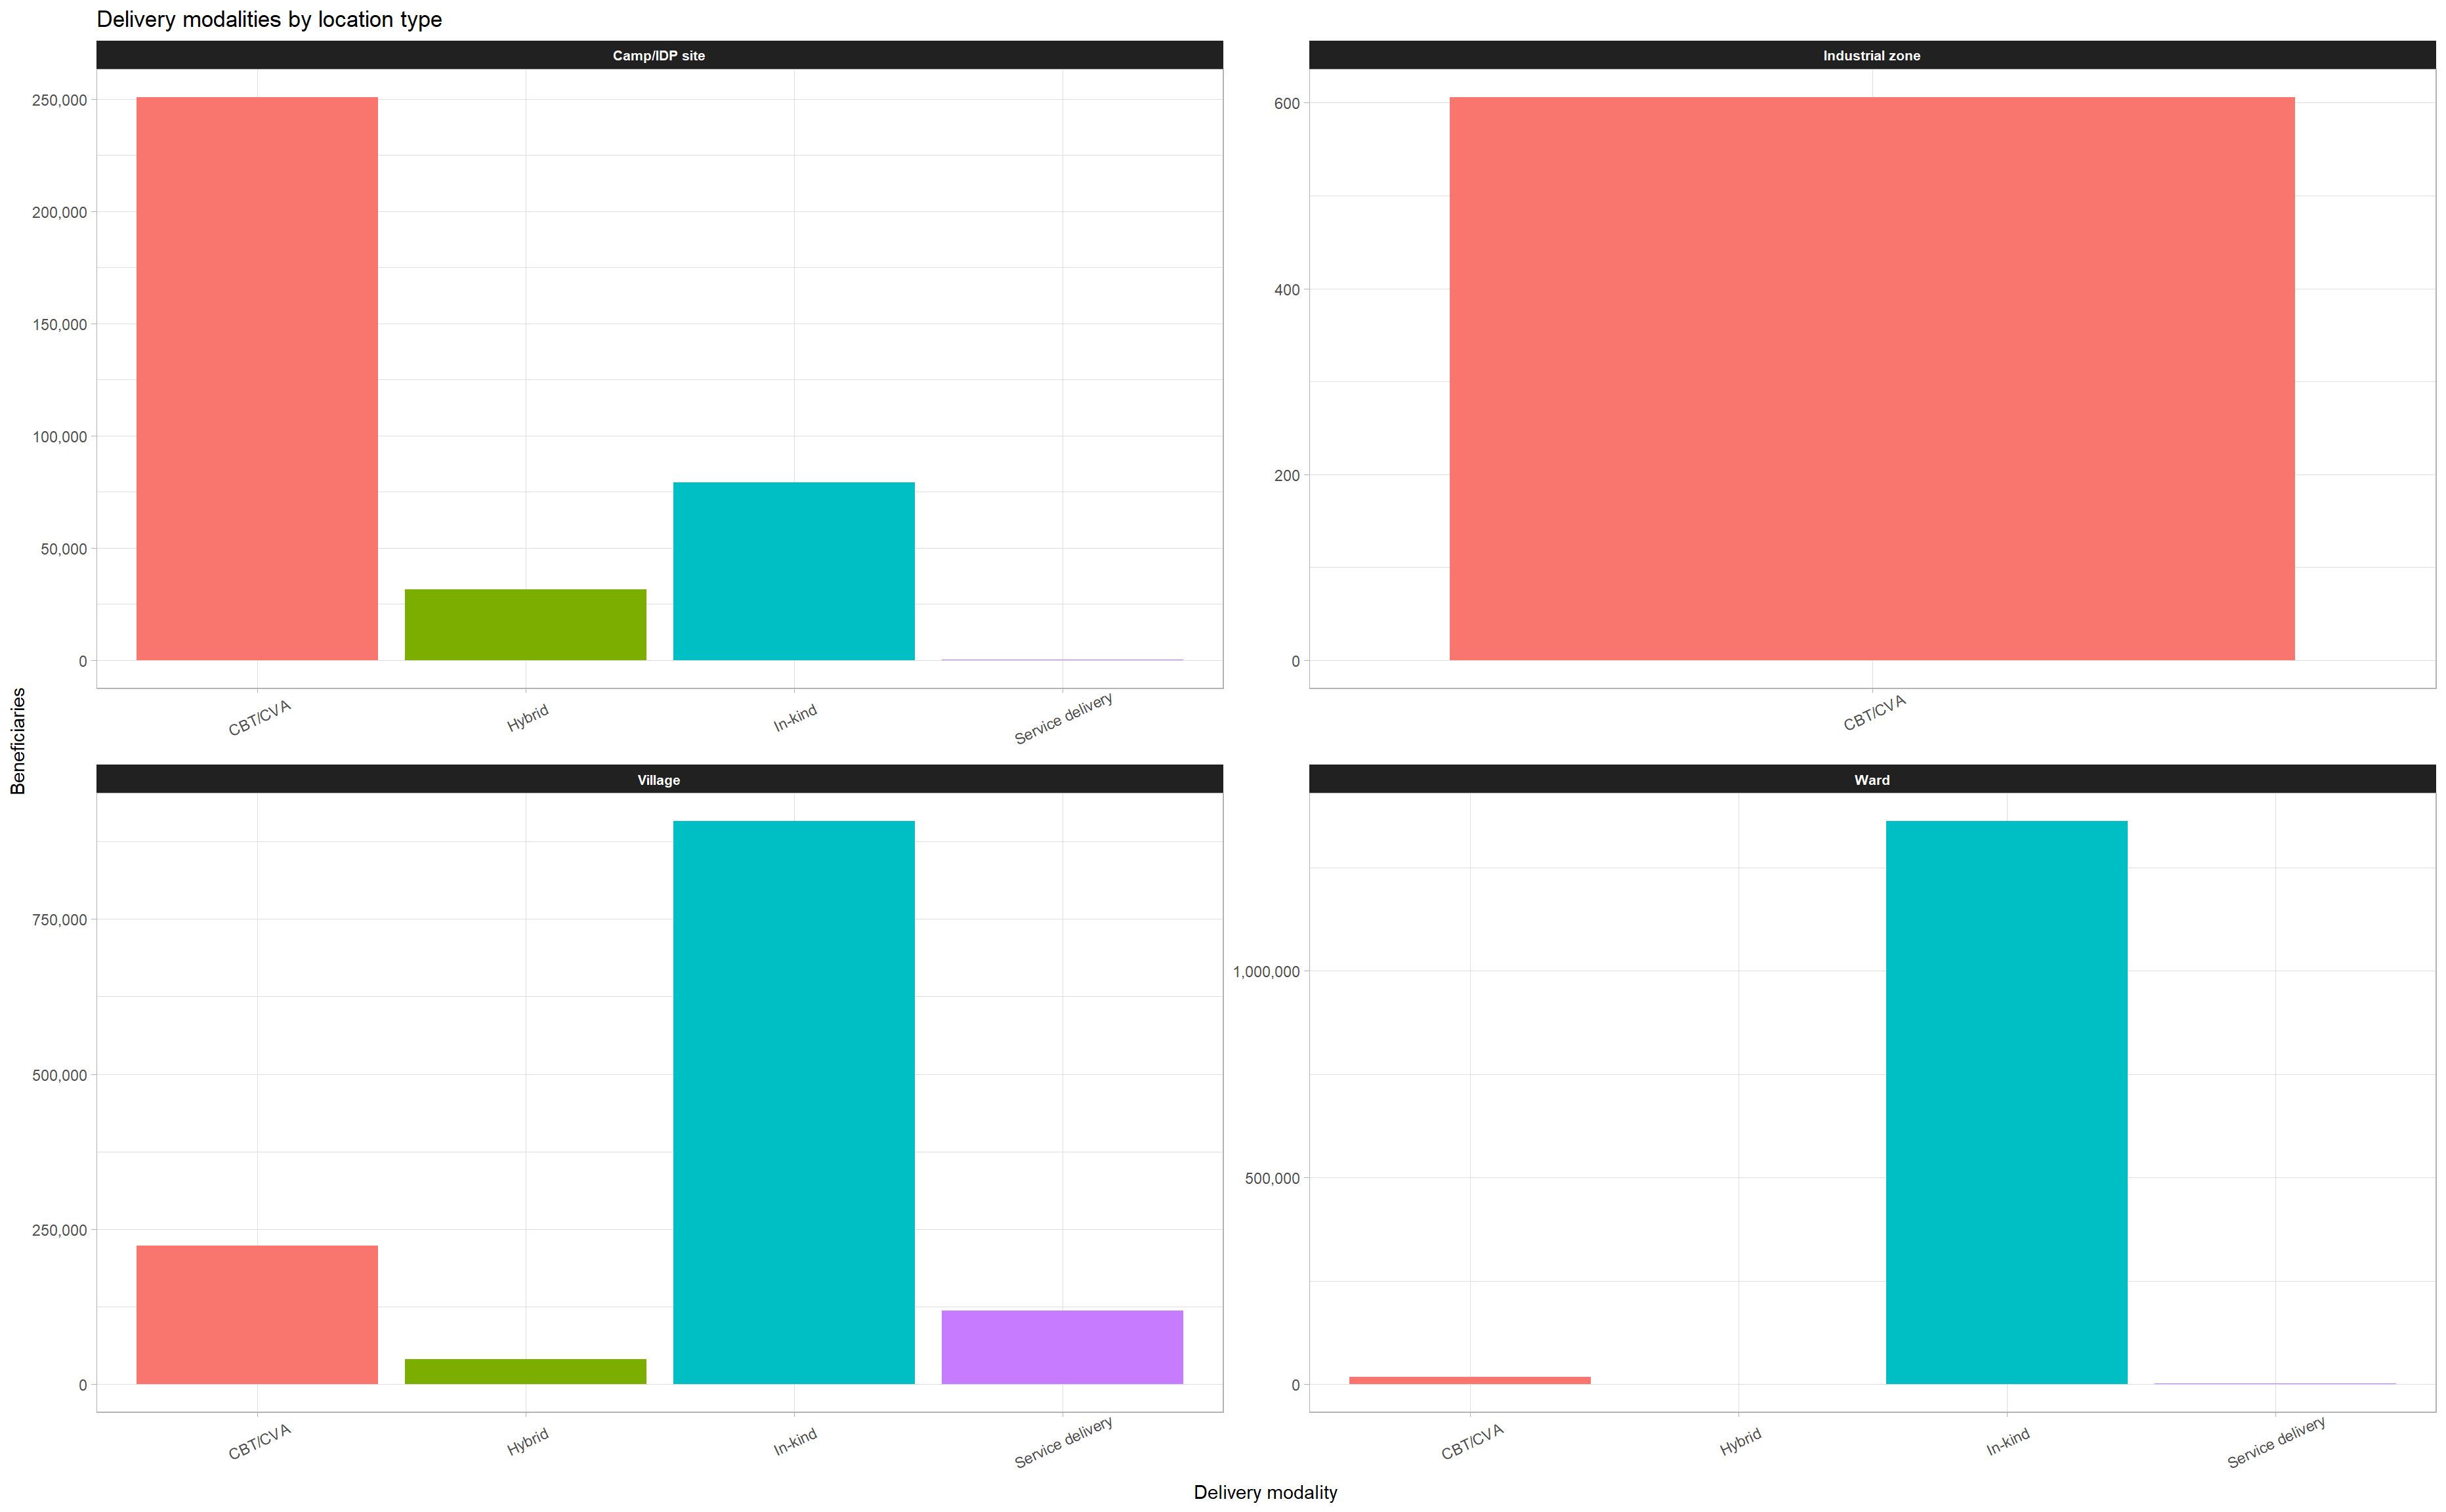 Delivery modalities by location type
Camp/IDP site
250,000
200,000
150,000
100,000
50,000
0
CBT/CVA
Hybrid
In-kind
Service delivery
Industrial zone
600
400
200
0
CBT/CVA
Beneficiaries
Village
750,000
500,000
250,000
0
CBT/CVA
Hybrid
In-kind
Service delivery
Ward
1,000,000
500,000
0
CBT/CVA
Hybrid
In-kind
Service delivery
Delivery modality